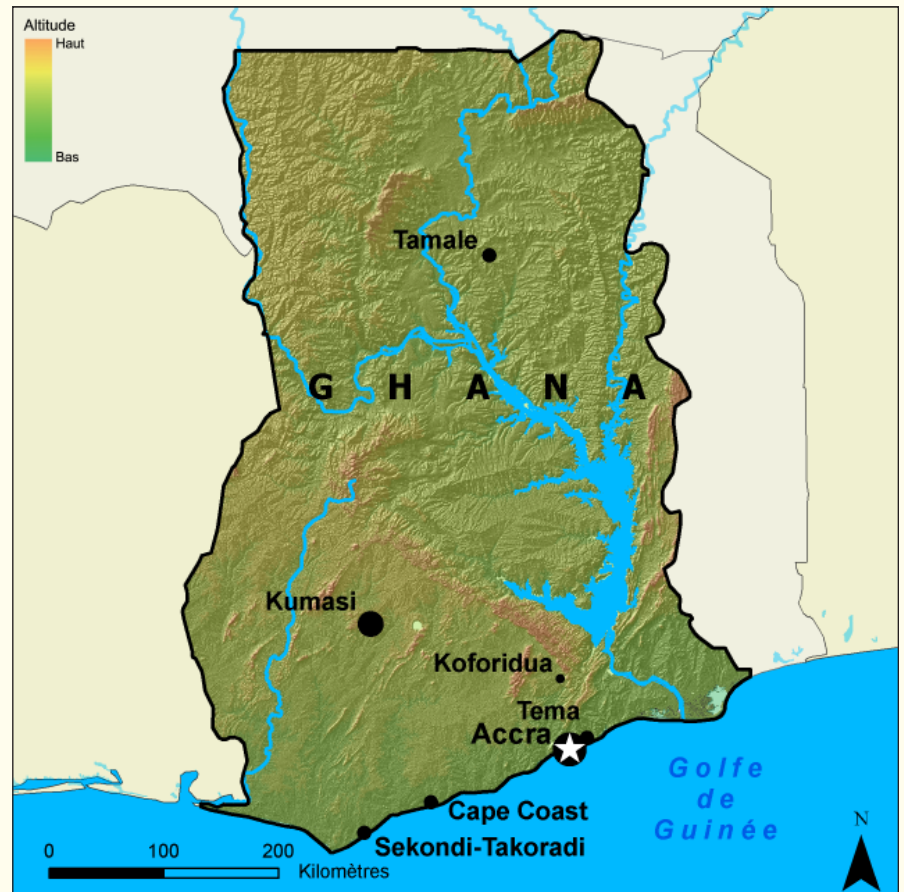 Altitude
Haut
Bas
Tamale
G H A N A
Kumasi
Koforidua
Tema
Accra
Golfe
de
Guinée
Cape Coast
Sekondi-Takoradi
N
0 100 200
Kilomètres